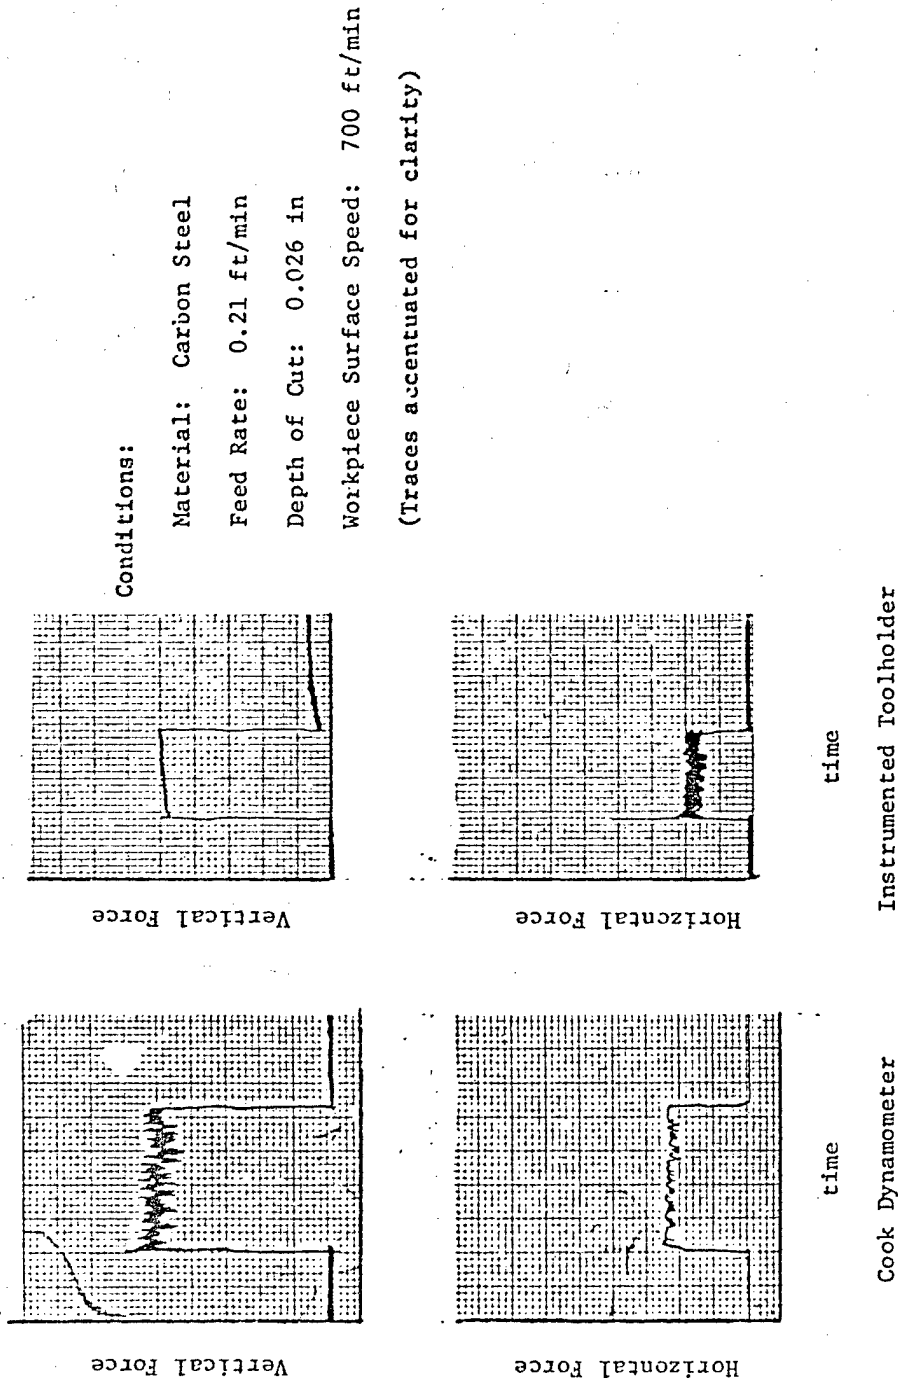 Vertical Force
Horizontal Force
time
Cook Dynamometer
Vertical Force
Horizontal Force
time
Instrumented Toolholder
Conditions:
Material: Carbon Steel
Feed Rate: 0.21 ft/min
Depth of Cut: 0.026 in
Workpiece Surface Speed: 700 ft/min
(Traces accentuated for clarity)